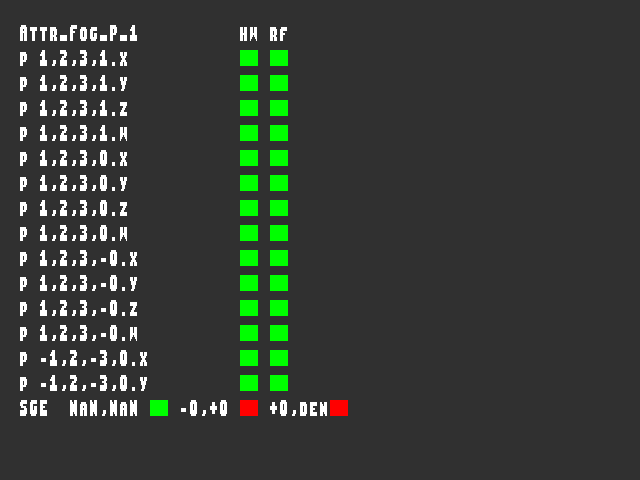 Attr_Fog_P_1 HW RF
P 1,2,3,1.x
P 1,2,3,1.y
P 1,2,3,1.z
P 1,2,3,1.w
P 1,2,3,0.x
P 1,2,3,0.y
P 1,2,3,0.z
P 1,2,3,0.w
P 1,2,3,-0.x
P 1,2,3,-0.y
P 1,2,3,-0.z
P 1,2,3,-0.w
P -1,2,-3,0.x
P -1,2,-3,0.y
SGE NaN,NaN -0,+0 +0,den